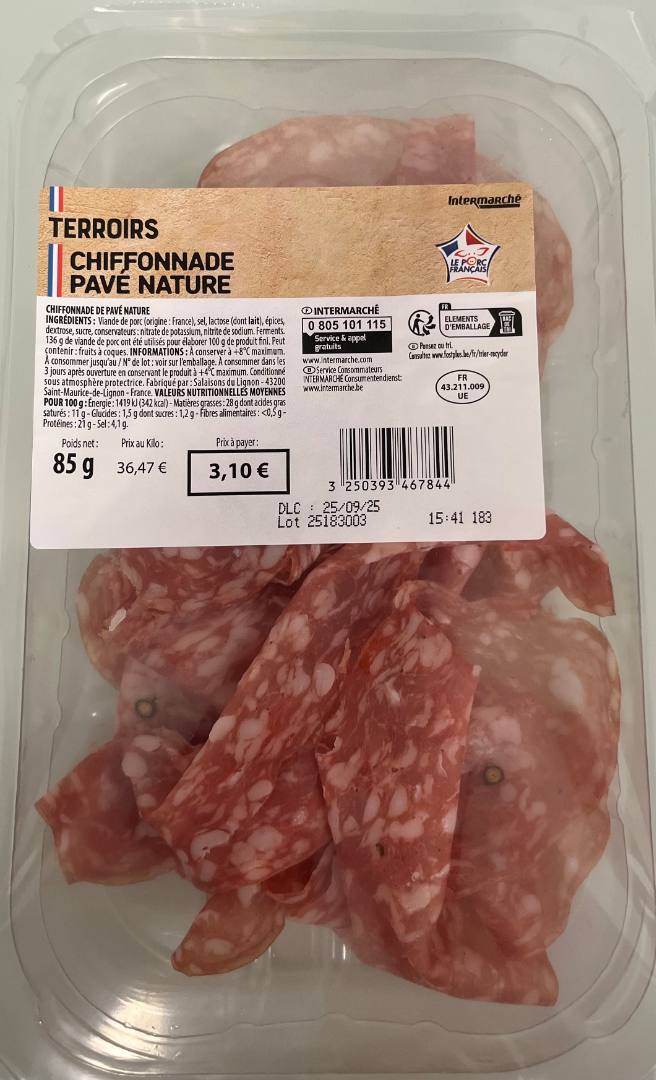 Intermarché
TERROIRS
CHIFFONNADE
PAVÉ NATURE
LE PORC
FRANÇAIS
CHIFFONNADE DE PAVÉ NATURE
INGRÉDIENTS : Viande de porc (origine : France), sel, lactose (dont lait), épices,
dextrose, sucre, conservateurs : nitrate de potassium, nitrite de sodium. Ferments.
136 g de viande de porc ont été utilisés pour élaborer 100 g de produit fini. Peut
contenir : fruits à coques. INFORMATIONS : À conserver à +8°C maximum.
À consommer jusqu'au / N° de lot : voir sur l'emballage. À consommer dans les
3 jours après ouverture en conservant le produit à +4°C maximum. Conditionné
sous atmosphère protectrice. Fabriqué par : Salaisons du Lignon - 43200
Saint-Maurice-de-Lignon - France. VALEURS NUTRITIONNELLES MOYENNES
POUR 100 g : Énergie : 1419 kJ (342 kcal) - Matières grasses : 28 g dont acides gras
saturés : 11 g - Glucides : 1,5 g dont sucres : 1,2 g - Fibres alimentaires : <0,5 g -
Protéines : 21 g - Sel : 4,1 g.
INTERMARCHÉ
0 805 101 115
Service & appel
gratuits
www.intermarche.com
Service Consommateurs
INTERMARCHÉ Consumentendienst:
www.intermarche.be
FR
ELEMENTS
D'EMBALLAGE
BAC
DE
TRI
Pensez au tri.
Consultez www.fostplus.be/fr/trier-recycler
FR
43.211.009
UE
Poids net :
85 g
Prix au Kilo :
36,47 €
Prix à payer :
3,10 €
3 250393 467844
DLC : 25/09/25
Lot 25183003
15:41 183